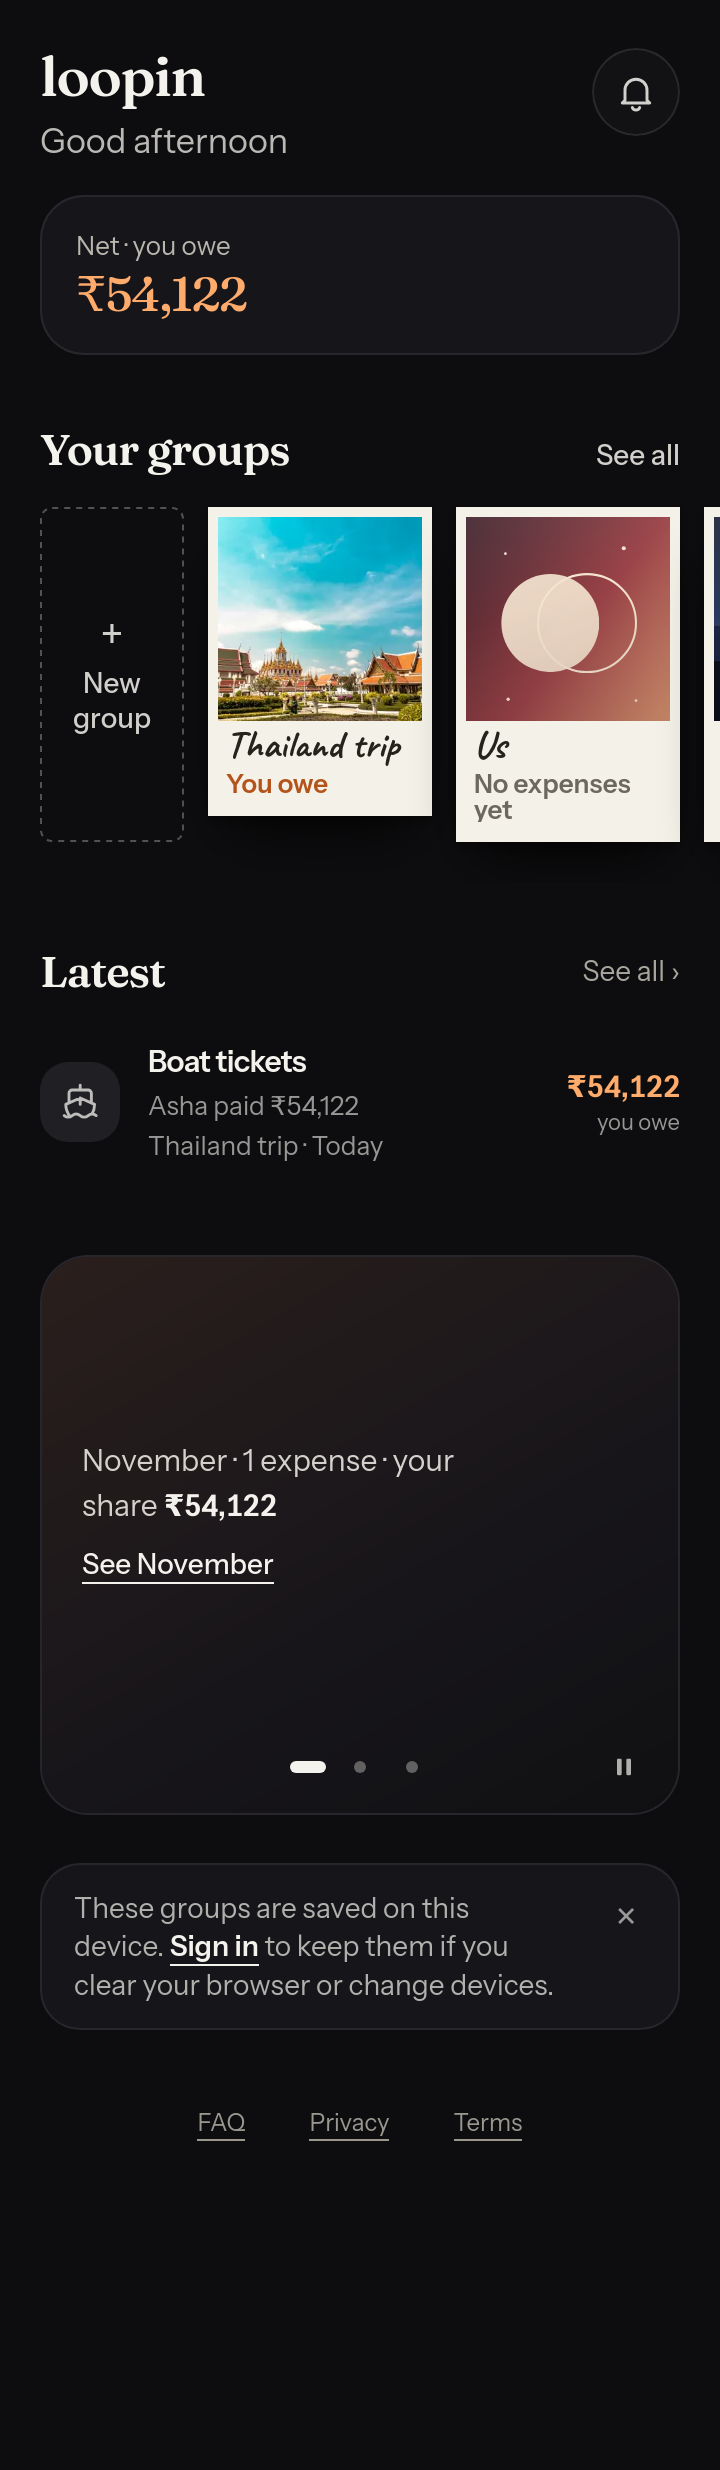 loopin
Good afternoon
Net · you owe
₹54,122
Your groups
See all
+
New
group
Thailand trip
You owe
Us
No expenses
yet
Latest
See all ›
Boat tickets
Asha paid ₹54,122
Thailand trip · Today
₹54,122
you owe
November · 1 expense · your
share ₹54,122
See November
These groups are saved on this
device. Sign in to keep them if you
clear your browser or change devices.
FAQ
Privacy
Terms